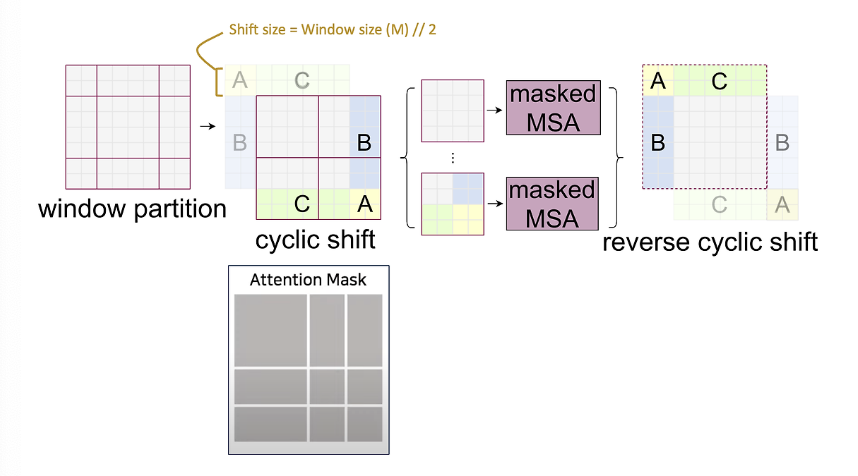 Shift size = Window size (M) // 2
A C
A C
B
B
B
B
C A
C A
window partition
cyclic shift
masked
MSA
...
masked
MSA
reverse cyclic shift
Attention Mask